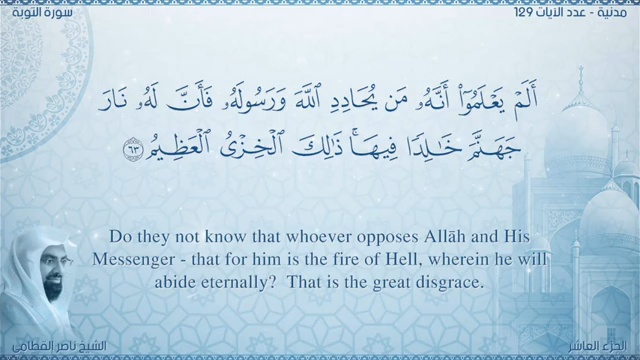 مدنية - عدد الآيات 129
سورة التوبة
أَلَمْ يَعْلَمُوٓا۟ أَنَّهُۥ مَن يُحَادِدِ ٱللَّهَ وَرَسُولَهُۥ فَأَنَّ لَهُۥ نَارَ
جَهَنَّمَ خَـٰلِدًا فِيهَا ۚ ذَٰلِكَ ٱلْخِزْىُ ٱلْعَظِيمُ ٦٣
Do they not know that whoever opposes Allāh and His
Messenger - that for him is the fire of Hell, wherein he will
abide eternally? That is the great disgrace.
الجزء العاشر
الشيخ ناصر القطامي